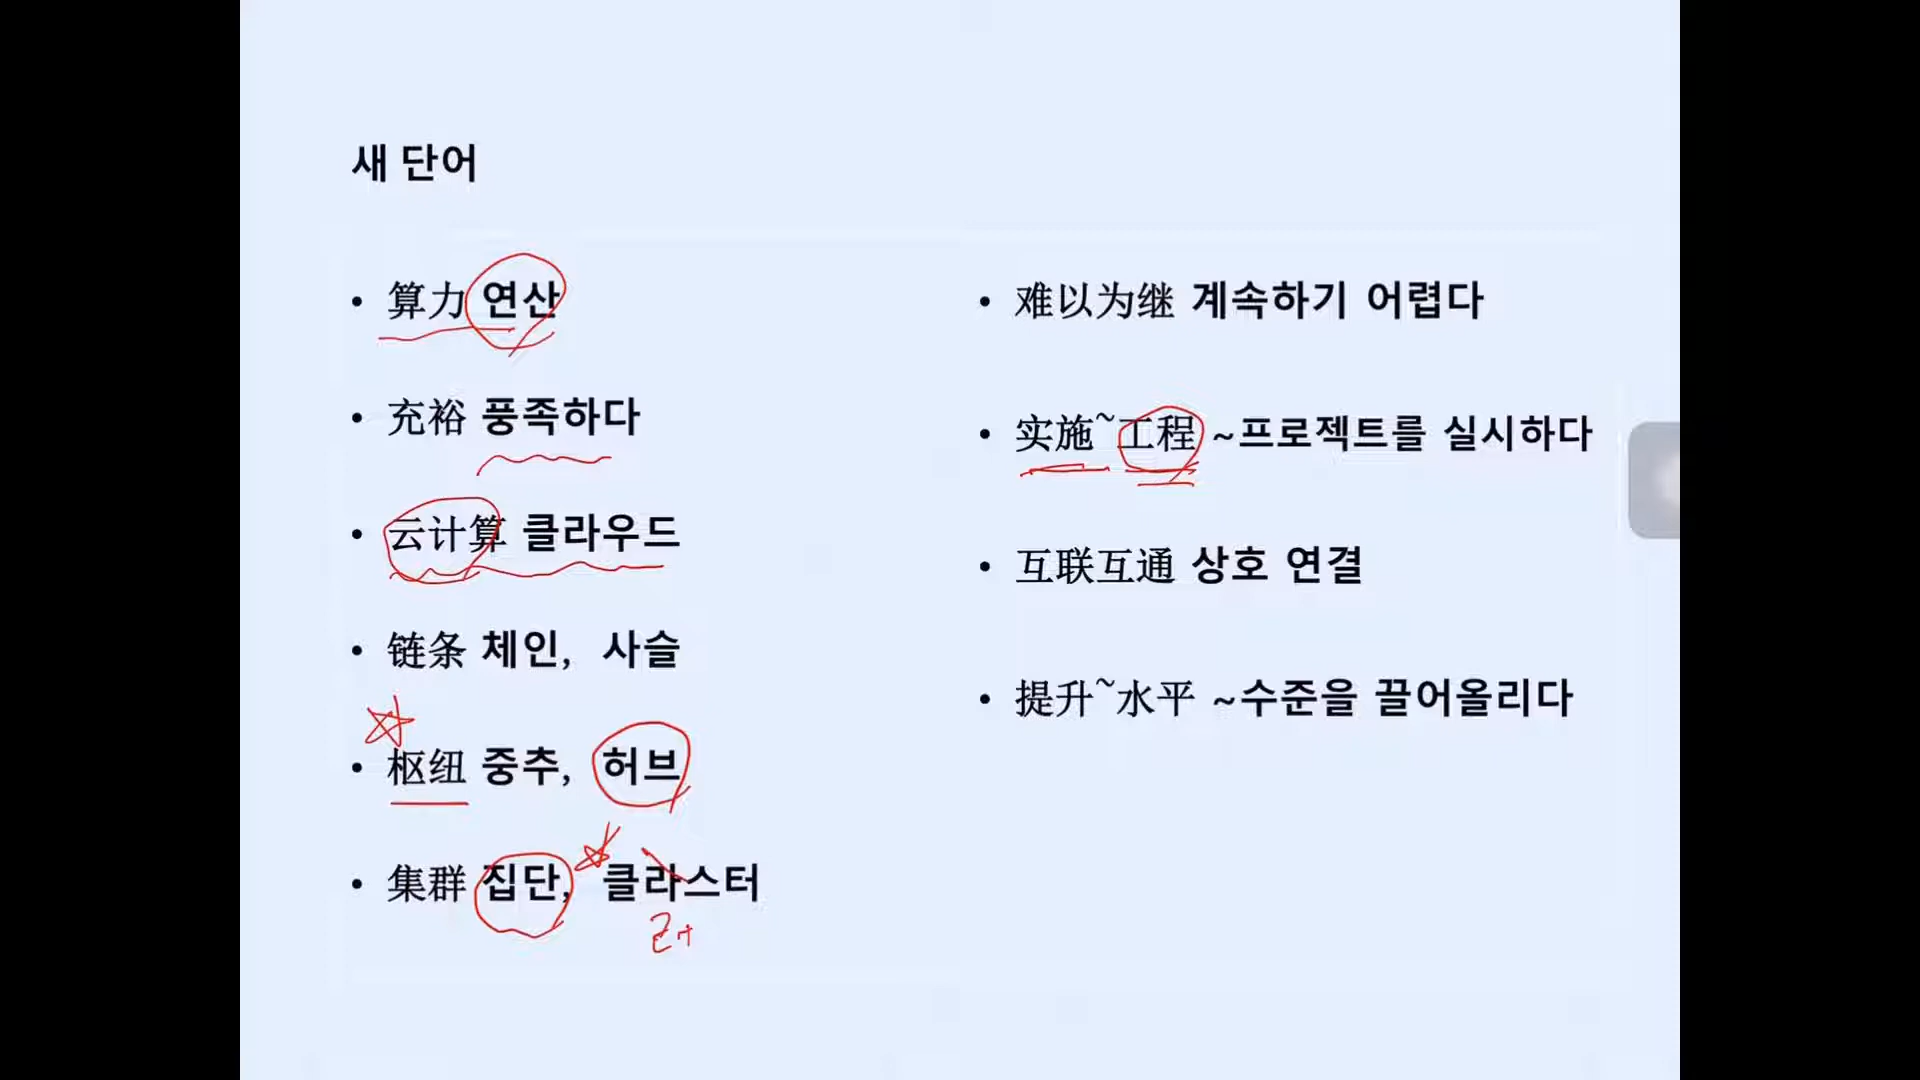 새 단어
• 算力 연산
• 充裕 풍족하다
• 云计算 클라우드
• 链条 체인, 사슬
• 枢纽 중추, 허브
• 集群 집단, 클라스터
러
• 难以为继 계속하기 어렵다
• 实施~工程 ~프로젝트를 실시하다
• 互联互通 상호 연결
• 提升~水平 ~수준을 끌어올리다